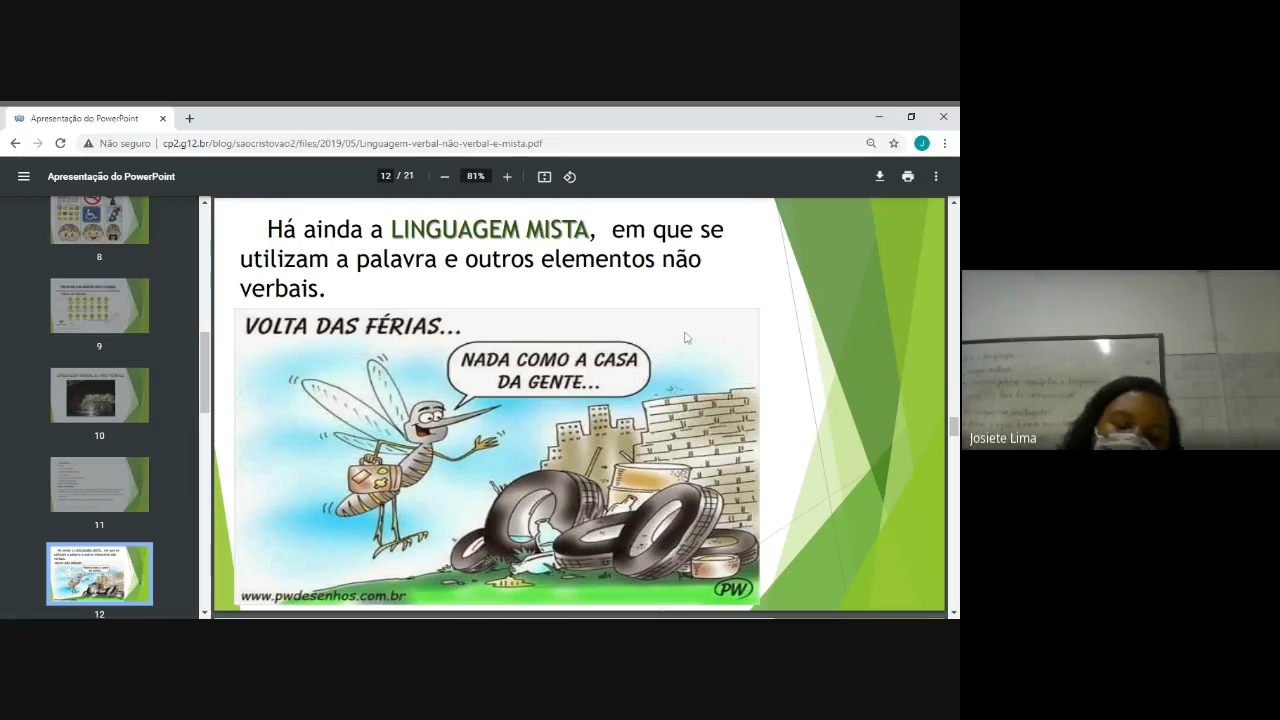 Apresentação do PowerPoint
Não seguro
cp2.g12.br/blog/saocristovao2/files/2019/05/Linguagem-verbal-não-verbal-e-mista.pdf
J
Apresentação do PowerPoint
12 / 21
81%
8
9
10
11
12
Há ainda a LINGUAGEM MISTA, em que se
utilizam a palavra e outros elementos não
verbais.
VOLTA DAS FÉRIAS...
NADA COMO A CASA
DA GENTE...
www.pwdesenhos.com.br
PW
Josiete Lima